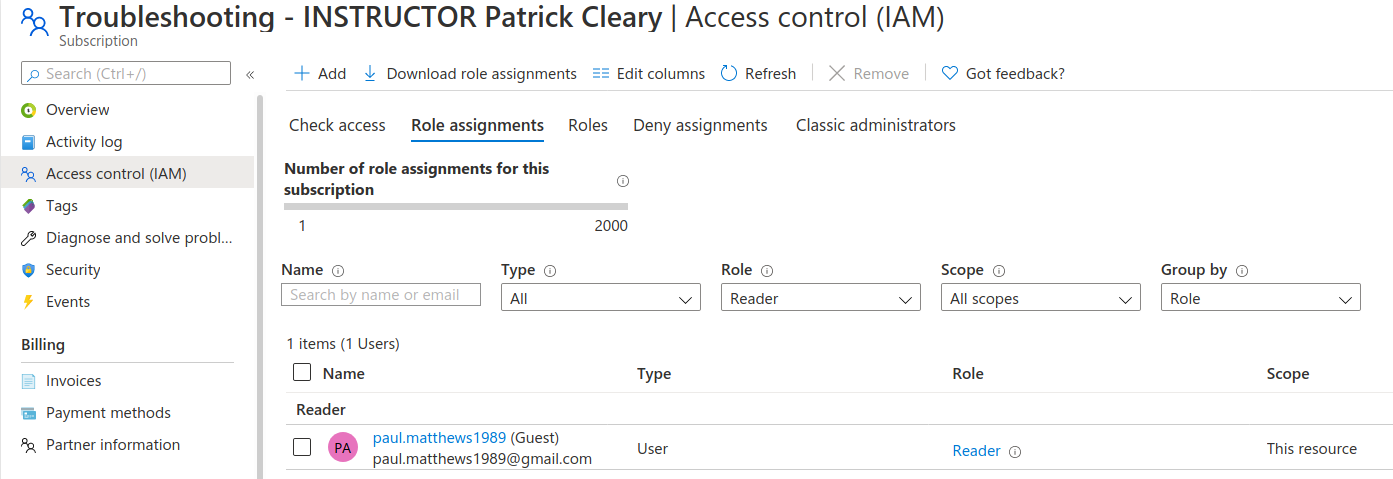 Troubleshooting - INSTRUCTOR Patrick Cleary | Access control (IAM)
Subscription
Search (Ctrl+/)
«
Add
Download role assignments
Edit columns
Refresh
Remove
Got feedback?
Overview
Activity log
Access control (IAM)
Tags
Diagnose and solve probl...
Security
Events
Billing
Invoices
Payment methods
Partner information
Check access
Role assignments
Roles
Deny assignments
Classic administrators
Number of role assignments for this
subscription
1
2000
Name
Search by name or email
Type
All
Role
Reader
Scope
All scopes
Group by
Role
1 items (1 Users)
Name
Type
Role
Scope
Reader
PA
paul.matthews1989 (Guest)
paul.matthews1989@gmail.com
User
Reader
This resource